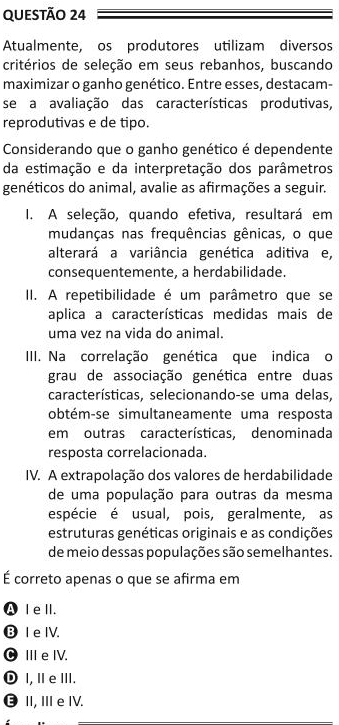 QUESTÃO 24
Atualmente, os produtores utilizam diversos
critérios de seleção em seus rebanhos, buscando
maximizar o ganho genético. Entre esses, destacam-
se a avaliação das características produtivas,
reprodutivas e de tipo.
Considerando que o ganho genético é dependente
da estimação e da interpretação dos parâmetros
genéticos do animal, avalie as afirmações a seguir.
I. A seleção, quando efetiva, resultará em
mudanças nas frequências gênicas, o que
alterará a variância genética aditiva e,
consequentemente, a herdabilidade.
II. A repetibilidade é um parâmetro que se
aplica a características medidas mais de
uma vez na vida do animal.
III. Na correlação genética que indica o
grau de associação genética entre duas
características, selecionando-se uma delas,
obtém-se simultaneamente uma resposta
em outras características, denominada
resposta correlacionada.
IV. A extrapolação dos valores de herdabilidade
de uma população para outras da mesma
espécie é usual, pois, geralmente, as
estruturas genéticas originais e as condições
de meio dessas populações são semelhantes.
É correto apenas o que se afirma em
A I e II.
B I e IV.
C III e IV.
D I, II e III.
E II, III e IV.